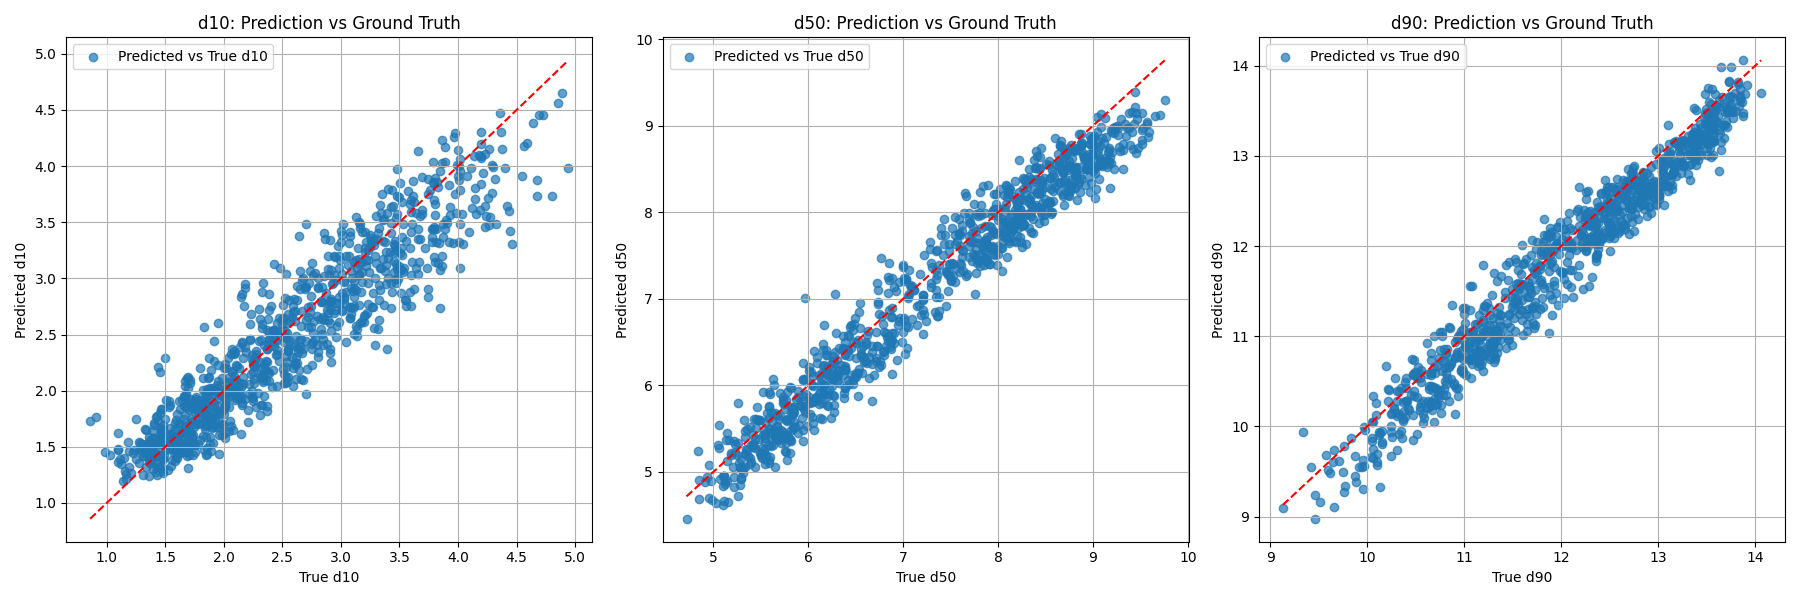 d10: Prediction vs Ground Truth
Predicted vs True d10
5.0
4.5
4.0
3.5
3.0
2.5
2.0
1.5
1.0
Predicted d10
1.0 1.5 2.0 2.5 3.0 3.5 4.0 4.5 5.0
True d10
d50: Prediction vs Ground Truth
Predicted vs True d50
10
9
8
7
6
5
Predicted d50
5 6 7 8 9 10
True d50
d90: Prediction vs Ground Truth
Predicted vs True d90
14
13
12
11
10
9
Predicted d90
9 10 11 12 13 14
True d90